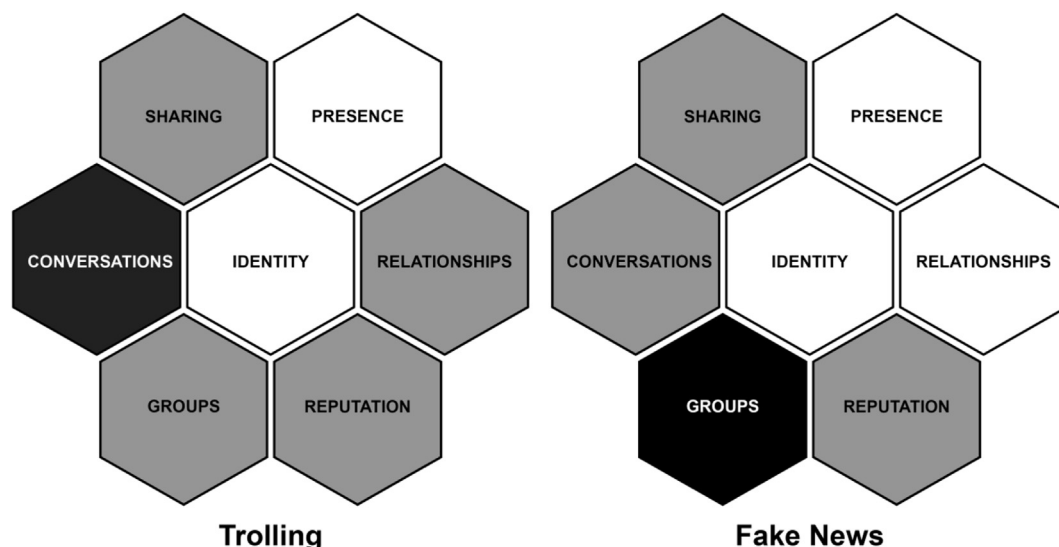 SHARING
PRESENCE
CONVERSATIONS
IDENTITY
RELATIONSHIPS
GROUPS
REPUTATION
Trolling
SHARING
PRESENCE
CONVERSATIONS
IDENTITY
RELATIONSHIPS
GROUPS
REPUTATION
Fake News